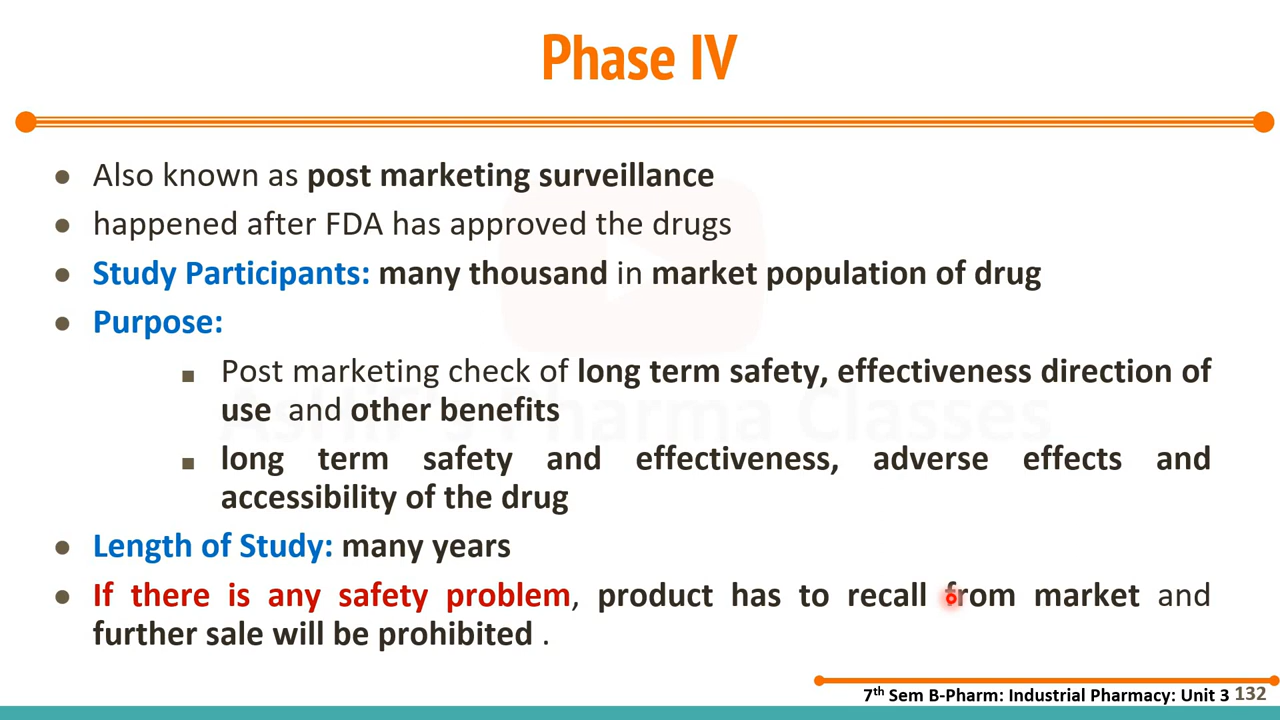 Phase IV
Also known as post marketing surveillance
happened after FDA has approved the drugs
Study Participants: many thousand in market population of drug
Purpose:
Post marketing check of long term safety, effectiveness direction of
use and other benefits
long term safety and effectiveness, adverse effects and
accessibility of the drug
Length of Study: many years
If there is any safety problem, product has to recall from market and
further sale will be prohibited .
7th Sem B-Pharm: Industrial Pharmacy: Unit 3 132